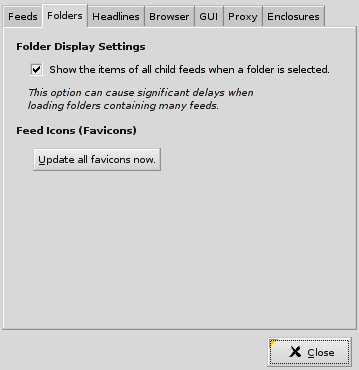 Feeds Folders Headlines Browser GUI Proxy Enclosures
Folder Display Settings
Show the items of all child feeds when a folder is selected.
This option can cause significant delays when
loading folders containing many feeds.
Feed Icons (Favicons)
Update all favicons now.
Close